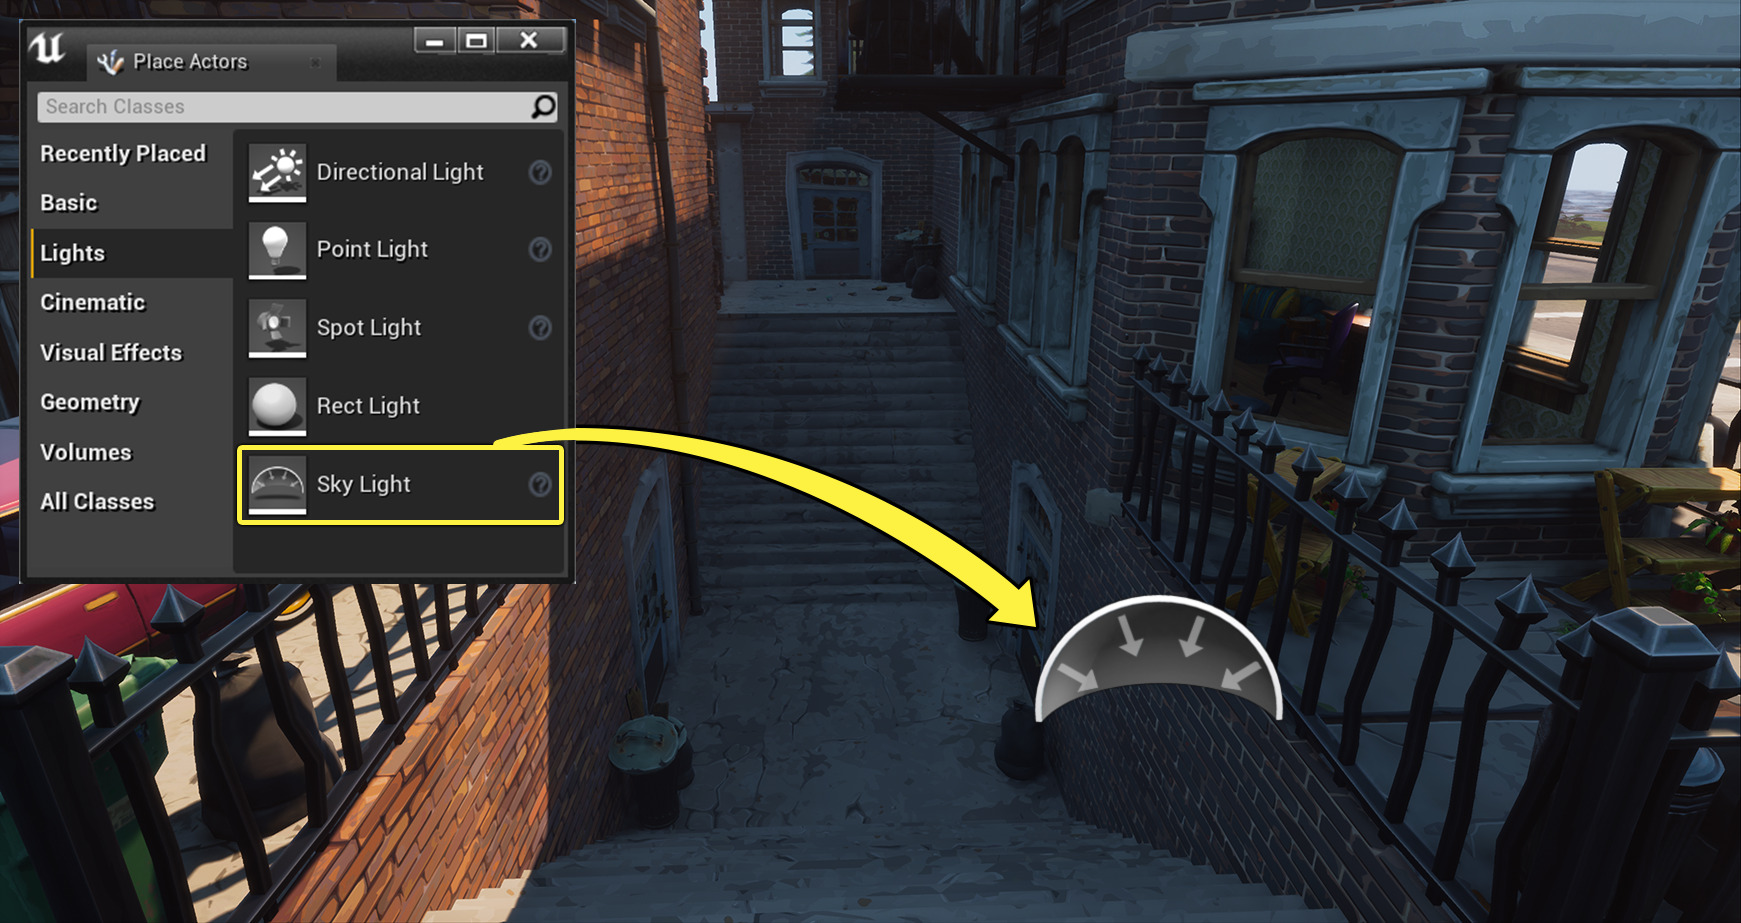 Place Actors
Search Classes
Recently Placed
Basic
Lights
Cinematic
Visual Effects
Geometry
Volumes
All Classes
Directional Light
Point Light
Spot Light
Rect Light
Sky Light